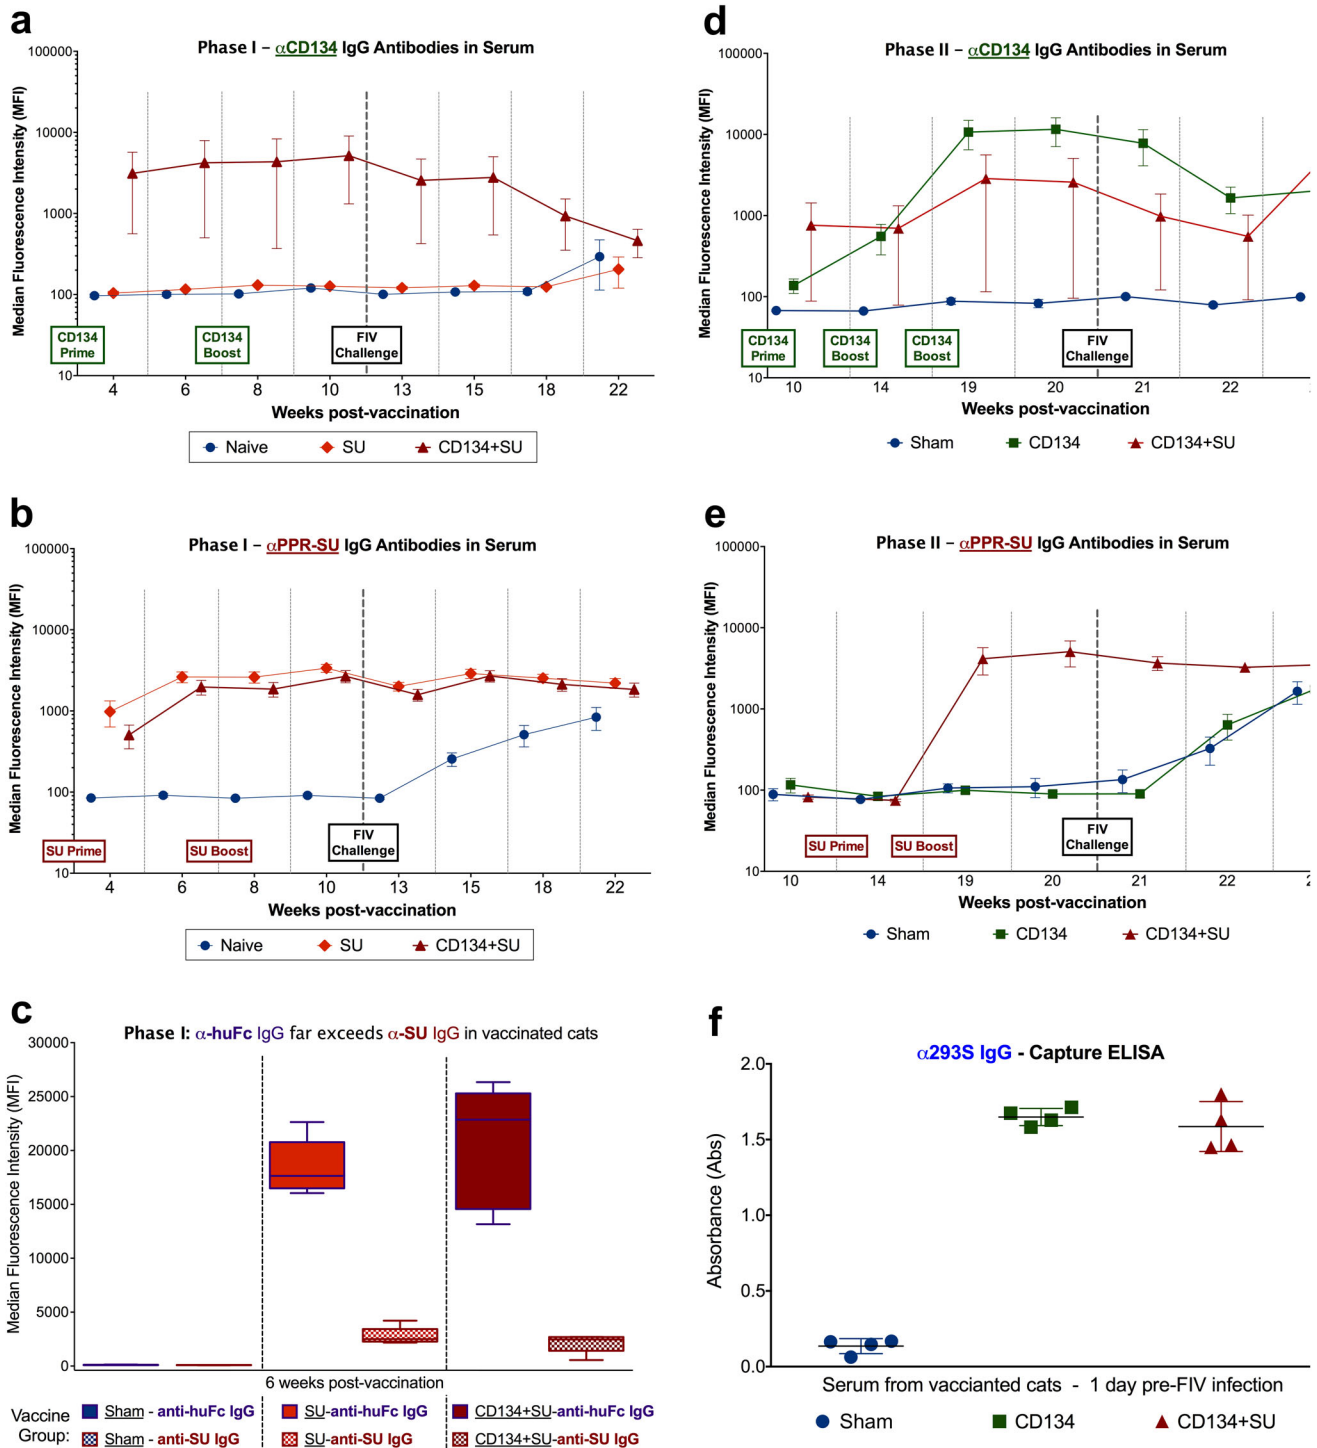 a
Phase I – αCD134 IgG Antibodies in Serum
Median Fluorescence Intensity (MFI)
100000
10000
1000
100
10
CD134 Prime
CD134 Boost
FIV Challenge
4 6 8 10 13 15 18 22
Weeks post-vaccination
Naive SU CD134+SU
d
Phase II – αCD134 IgG Antibodies in Serum
Median Fluorescence Intensity (MFI)
100000
10000
1000
100
10
CD134 Prime
CD134 Boost
CD134 Boost
FIV Challenge
10 14 19 20 21 22
Weeks post-vaccination
Sham CD134 CD134+SU
b
Phase I – αPPR-SU IgG Antibodies in Serum
Median Fluorescence Intensity (MFI)
100000
10000
1000
100
10
SU Prime
SU Boost
FIV Challenge
4 6 8 10 13 15 18 22
Weeks post-vaccination
Naive SU CD134+SU
e
Phase II – αPPR-SU IgG Antibodies in Serum
Median Fluorescence Intensity (MFI)
100000
10000
1000
100
10
SU Prime
SU Boost
FIV Challenge
10 14 19 20 21 22
Weeks post-vaccination
Sham CD134 CD134+SU
c
Phase I: α-huFc IgG far exceeds α-SU IgG in vaccinated cats
Median Fluorescence Intensity (MFI)
30000
25000
20000
15000
10000
5000
0
6 weeks post-vaccination
Vaccine Group:
Sham - anti-huFc IgG SU-anti-huFc IgG CD134+SU-anti-huFc IgG
Sham - anti-SU IgG SU-anti-SU IgG CD134+SU-anti-SU IgG
f
α293S IgG - Capture ELISA
Absorbance (Abs)
2.0
1.5
1.0
0.5
0.0
Serum from vaccianted cats - 1 day pre-FIV infection
Sham CD134 CD134+SU